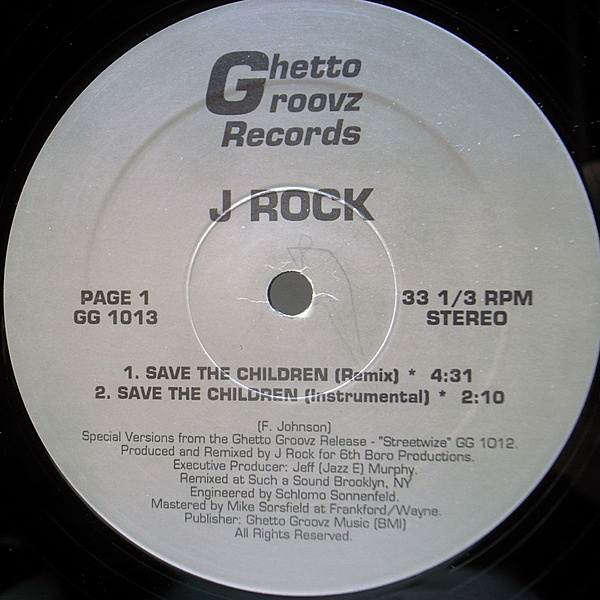 Ghetto
Groovz
Records
J ROCK
PAGE 1
GG 1013
33 1/3 RPM
STEREO
1. SAVE THE CHILDREN (Remix) * 4:31
2. SAVE THE CHILDREN (Instrumental) * 2:10
(F. Johnson)
Special Versions from the Ghetto Groovz Release - "Streetwize" GG 1012.
Produced and Remixed by J Rock for 6th Boro Productions.
Executive Producer: Jeff (Jazz E) Murphy.
Remixed at Such a Sound Brooklyn, NY
Engineered by Schlomo Sonnenfeld.
Mastered by Mike Sorsfield at Frankford/Wayne.
Publisher: Ghetto Groovz Music (BMI)
All Rights Reserved.